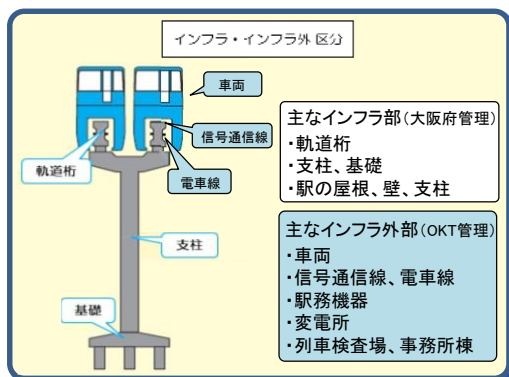 インフラ・インフラ外 区分
車両
信号通信線
軌道桁
電車線
支柱
基礎
主なインフラ部(大阪府管理)
・軌道桁
・支柱、基礎
・駅の屋根、壁、支柱
主なインフラ外部(OKT管理)
・車両
・信号通信線、電車線
・駅務機器
・変電所
・列車検査場、事務所棟